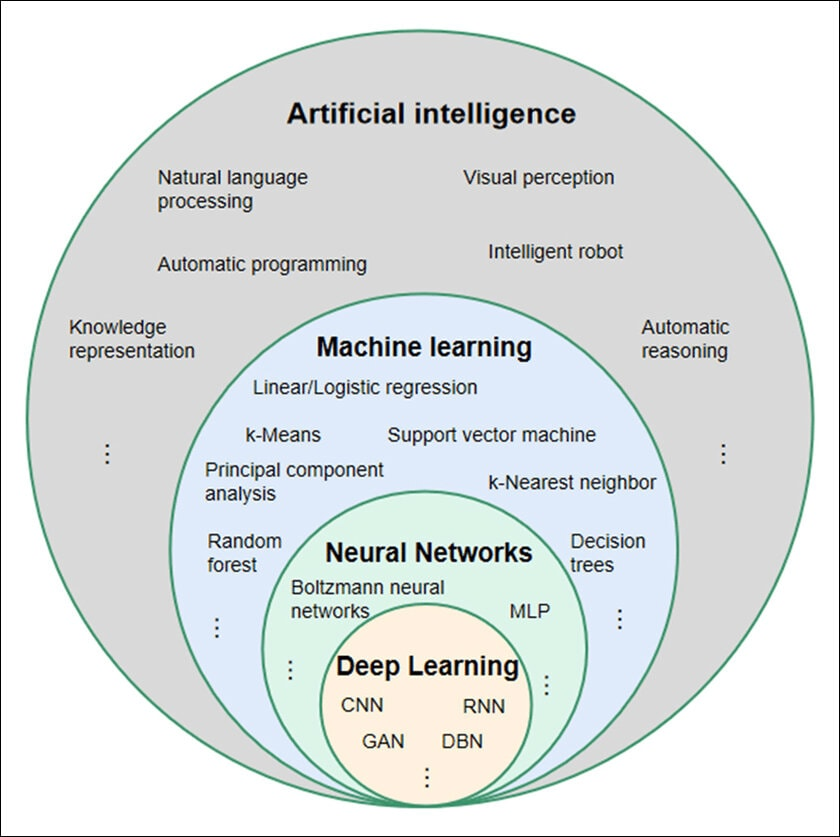 Artificial intelligence
Natural language
processing
Visual perception
Automatic programming
Intelligent robot
Knowledge
representation
Automatic
reasoning
⋮
⋮
Machine learning
Linear/Logistic regression
k-Means
Support vector machine
Principal component
analysis
k-Nearest neighbor
Random
forest
Decision
trees
⋮
⋮
Neural Networks
Boltzmann neural
networks
MLP
⋮
⋮
Deep Learning
CNN
RNN
GAN
DBN
⋮